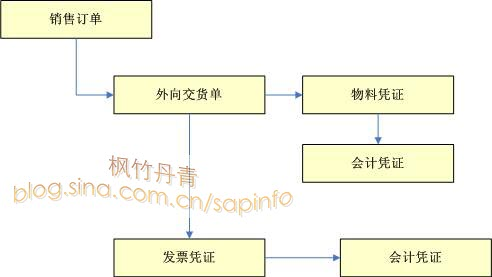 销售订单
外向交货单
物料凭证
会计凭证
枫竹丹青
blog.sina.com.cn/sapinfo
发票凭证
会计凭证